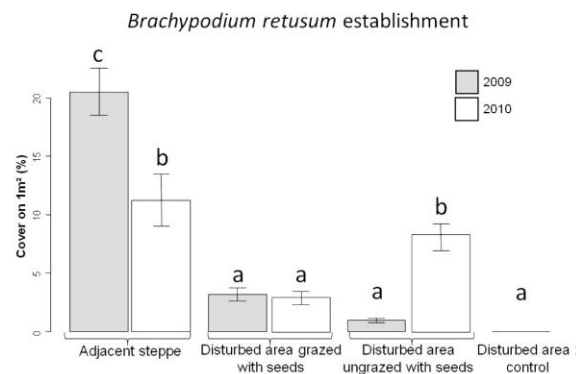 Brachypodium retusum establishment
c
2009
2010
20
15
10
5
0
Cover on 1m² (%)
b
b
a
a
a
a
Adjacent steppe
Disturbed area grazed
with seeds
Disturbed area
ungrazed with seeds
Disturbed area :
control